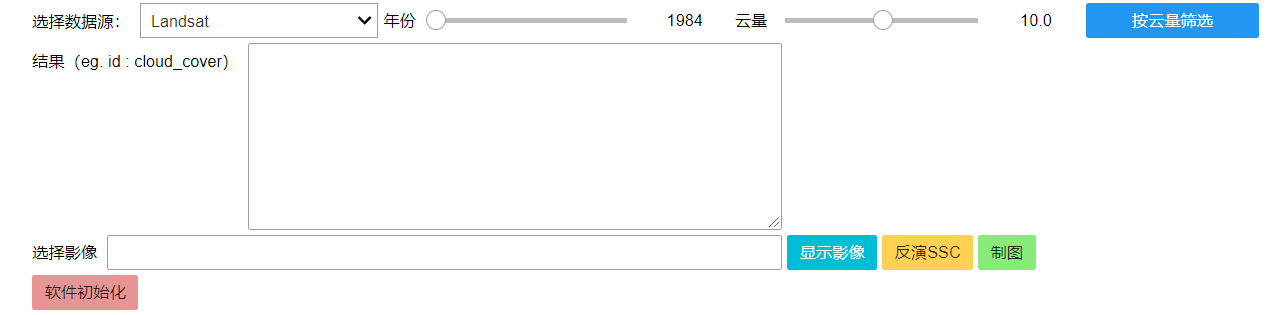 选择数据源： Landsat 年份 1984 云量 10.0 按云量筛选
结果（eg. id : cloud_cover）
选择影像 显示影像 反演SSC 制图
软件初始化